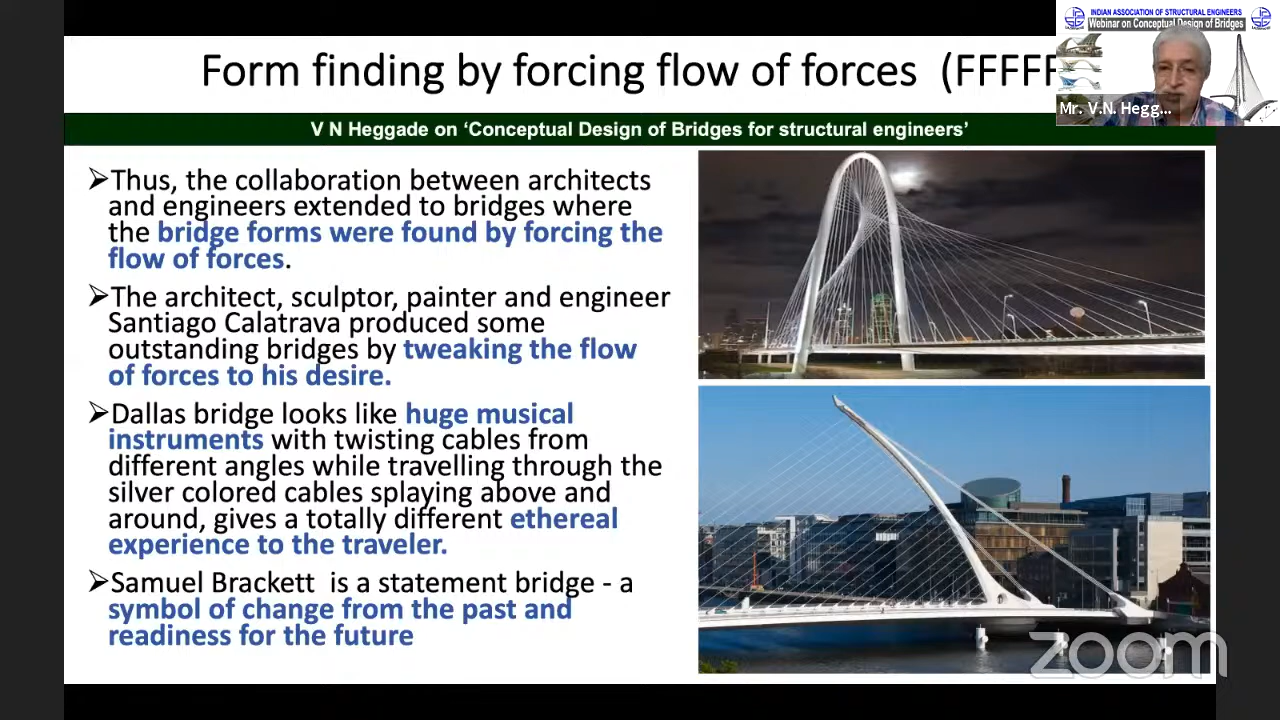 INDIAN ASSOCIATION OF STRUCTURAL ENGINEERS
Webinar on Conceptual Design of Bridges
Form finding by forcing flow of forces (FFFFF
Mr. V.N. Hegg...
V N Heggade on ‘Conceptual Design of Bridges for structural engineers’
➢Thus, the collaboration between architects
and engineers extended to bridges where
the bridge forms were found by forcing the
flow of forces.
➢The architect, sculptor, painter and engineer
Santiago Calatrava produced some
outstanding bridges by tweaking the flow
of forces to his desire.
➢Dallas bridge looks like huge musical
instruments with twisting cables from
different angles while travelling through the
silver colored cables splaying above and
around, gives a totally different ethereal
experience to the traveler.
➢Samuel Brackett is a statement bridge - a
symbol of change from the past and
readiness for the future
zoom